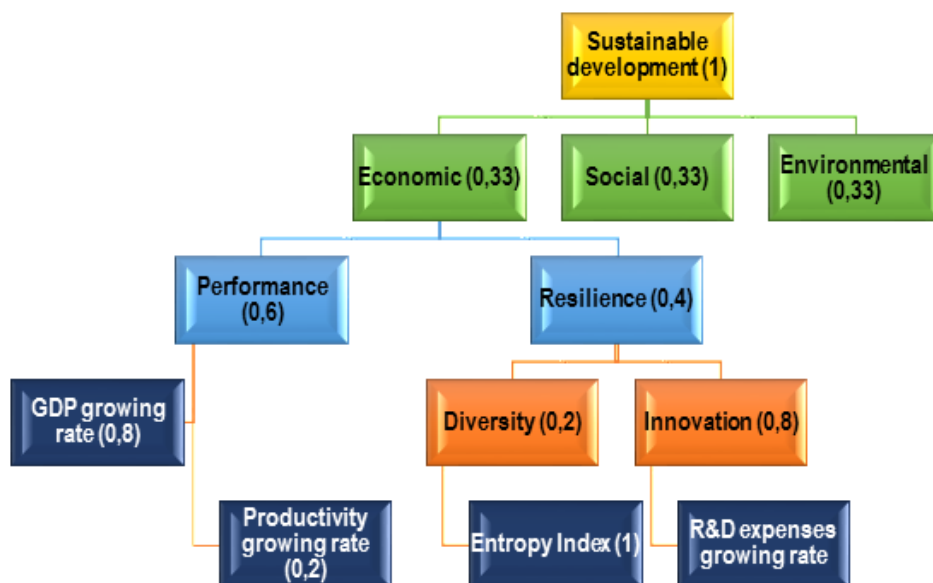 Sustainable
development (1)
Economic (0,33)
Social (0,33)
Environmental
(0,33)
Performance
(0,6)
Resilience (0,4)
GDP growing
rate (0,8)
Diversity (0,2)
Innovation (0,8)
Productivity
growing rate
(0,2)
Entropy Index (1)
R&D expenses
growing rate